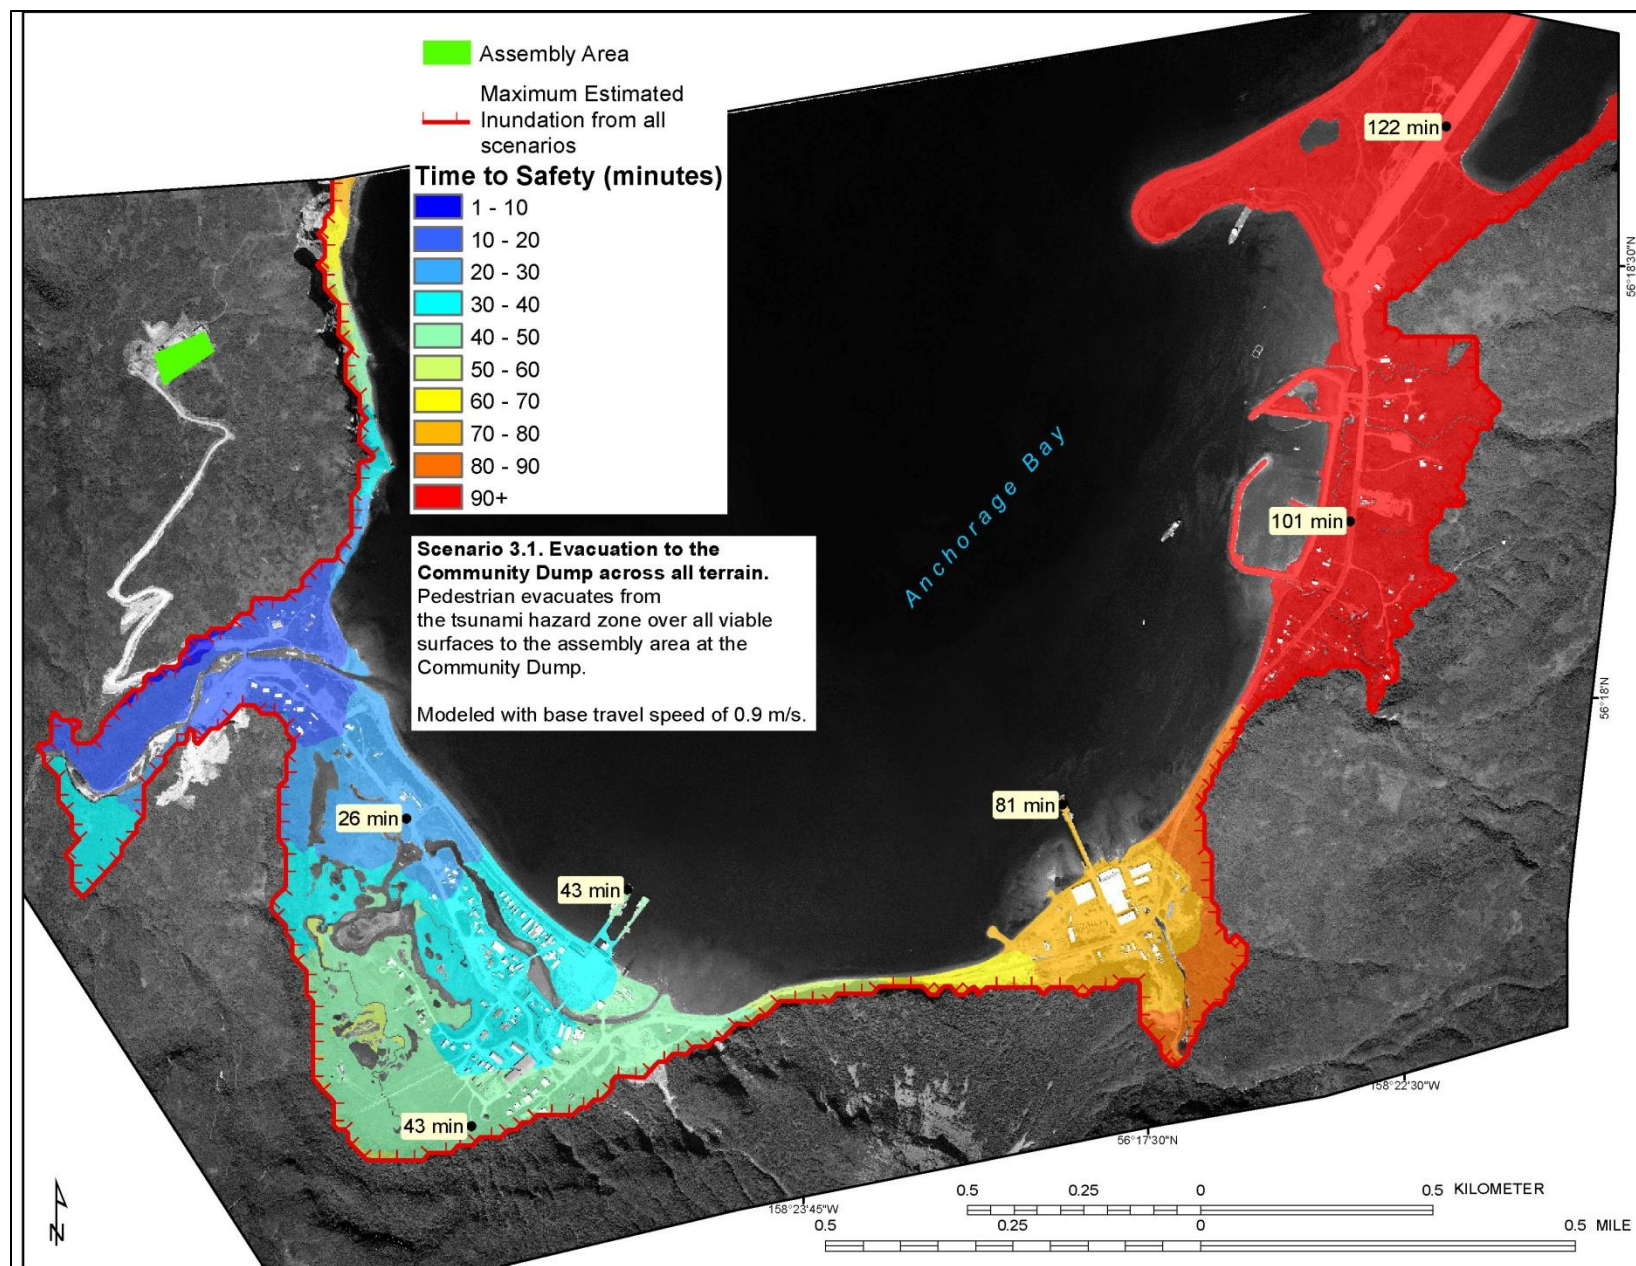 Assembly Area
Maximum Estimated
Inundation from all
scenarios
Time to Safety (minutes)
1 - 10
10 - 20
20 - 30
30 - 40
40 - 50
50 - 60
60 - 70
70 - 80
80 - 90
90+
Scenario 3.1. Evacuation to the
Community Dump across all terrain.
Pedestrian evacuates from
the tsunami hazard zone over all viable
surfaces to the assembly area at the
Community Dump.
Modeled with base travel speed of 0.9 m/s.
Anchorage Bay
122 min
56°18'30"N
101 min
56°18'N
81 min
26 min
43 min
43 min
158°22'30"W
56°17'30"N
158°23'45"W
N
0.5 0.25 0 0.5 KILOMETER
0.5 0.25 0 0.5 MILE